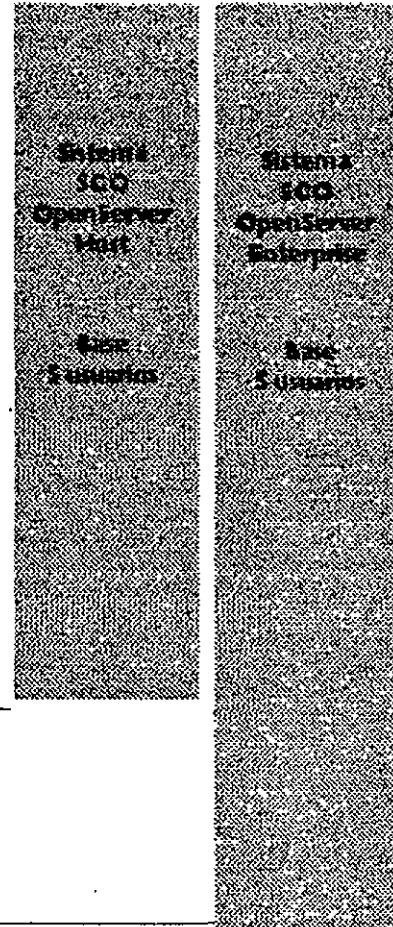 Sistema
SCO
OpenServer
Host
Base
5 usuarios
Sistema
SCO
OpenServer
Enterprise
Base
5 usuarios